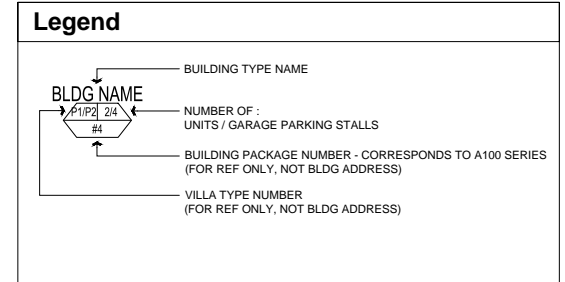 Legend
BUILDING TYPE NAME
BLDG NAME
P1/P2 2/4
#4
NUMBER OF :
UNITS / GARAGE PARKING STALLS
BUILDING PACKAGE NUMBER - CORRESPONDS TO A100 SERIES
(FOR REF ONLY, NOT BLDG ADDRESS)
VILLA TYPE NUMBER
(FOR REF ONLY, NOT BLDG ADDRESS)